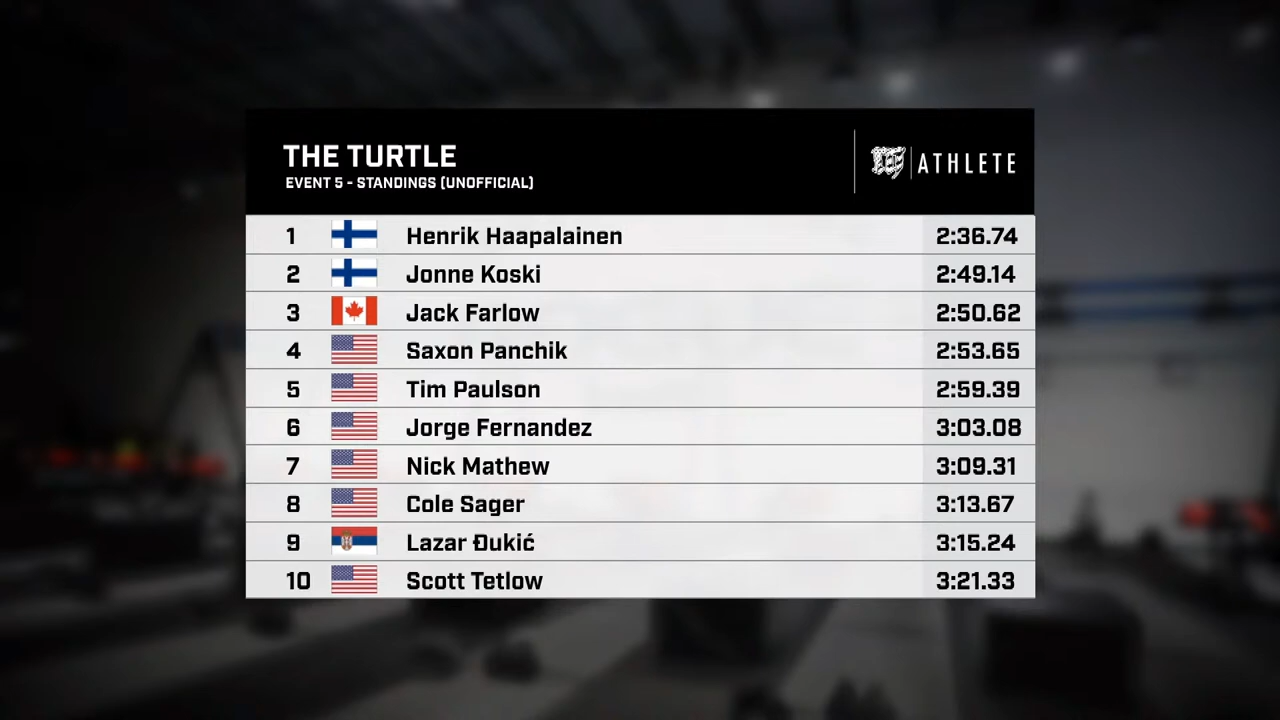 THE TURTLE
EVENT 5 - STANDINGS (UNOFFICIAL)
ATHLETE
1 Henrik Haapalainen 2:36.74
2 Jonne Koski 2:49.14
3 Jack Farlow 2:50.62
4 Saxon Panchik 2:53.65
5 Tim Paulson 2:59.39
6 Jorge Fernandez 3:03.08
7 Nick Mathew 3:09.31
8 Cole Sager 3:13.67
9 Lazar Đukić 3:15.24
10 Scott Tetlow 3:21.33